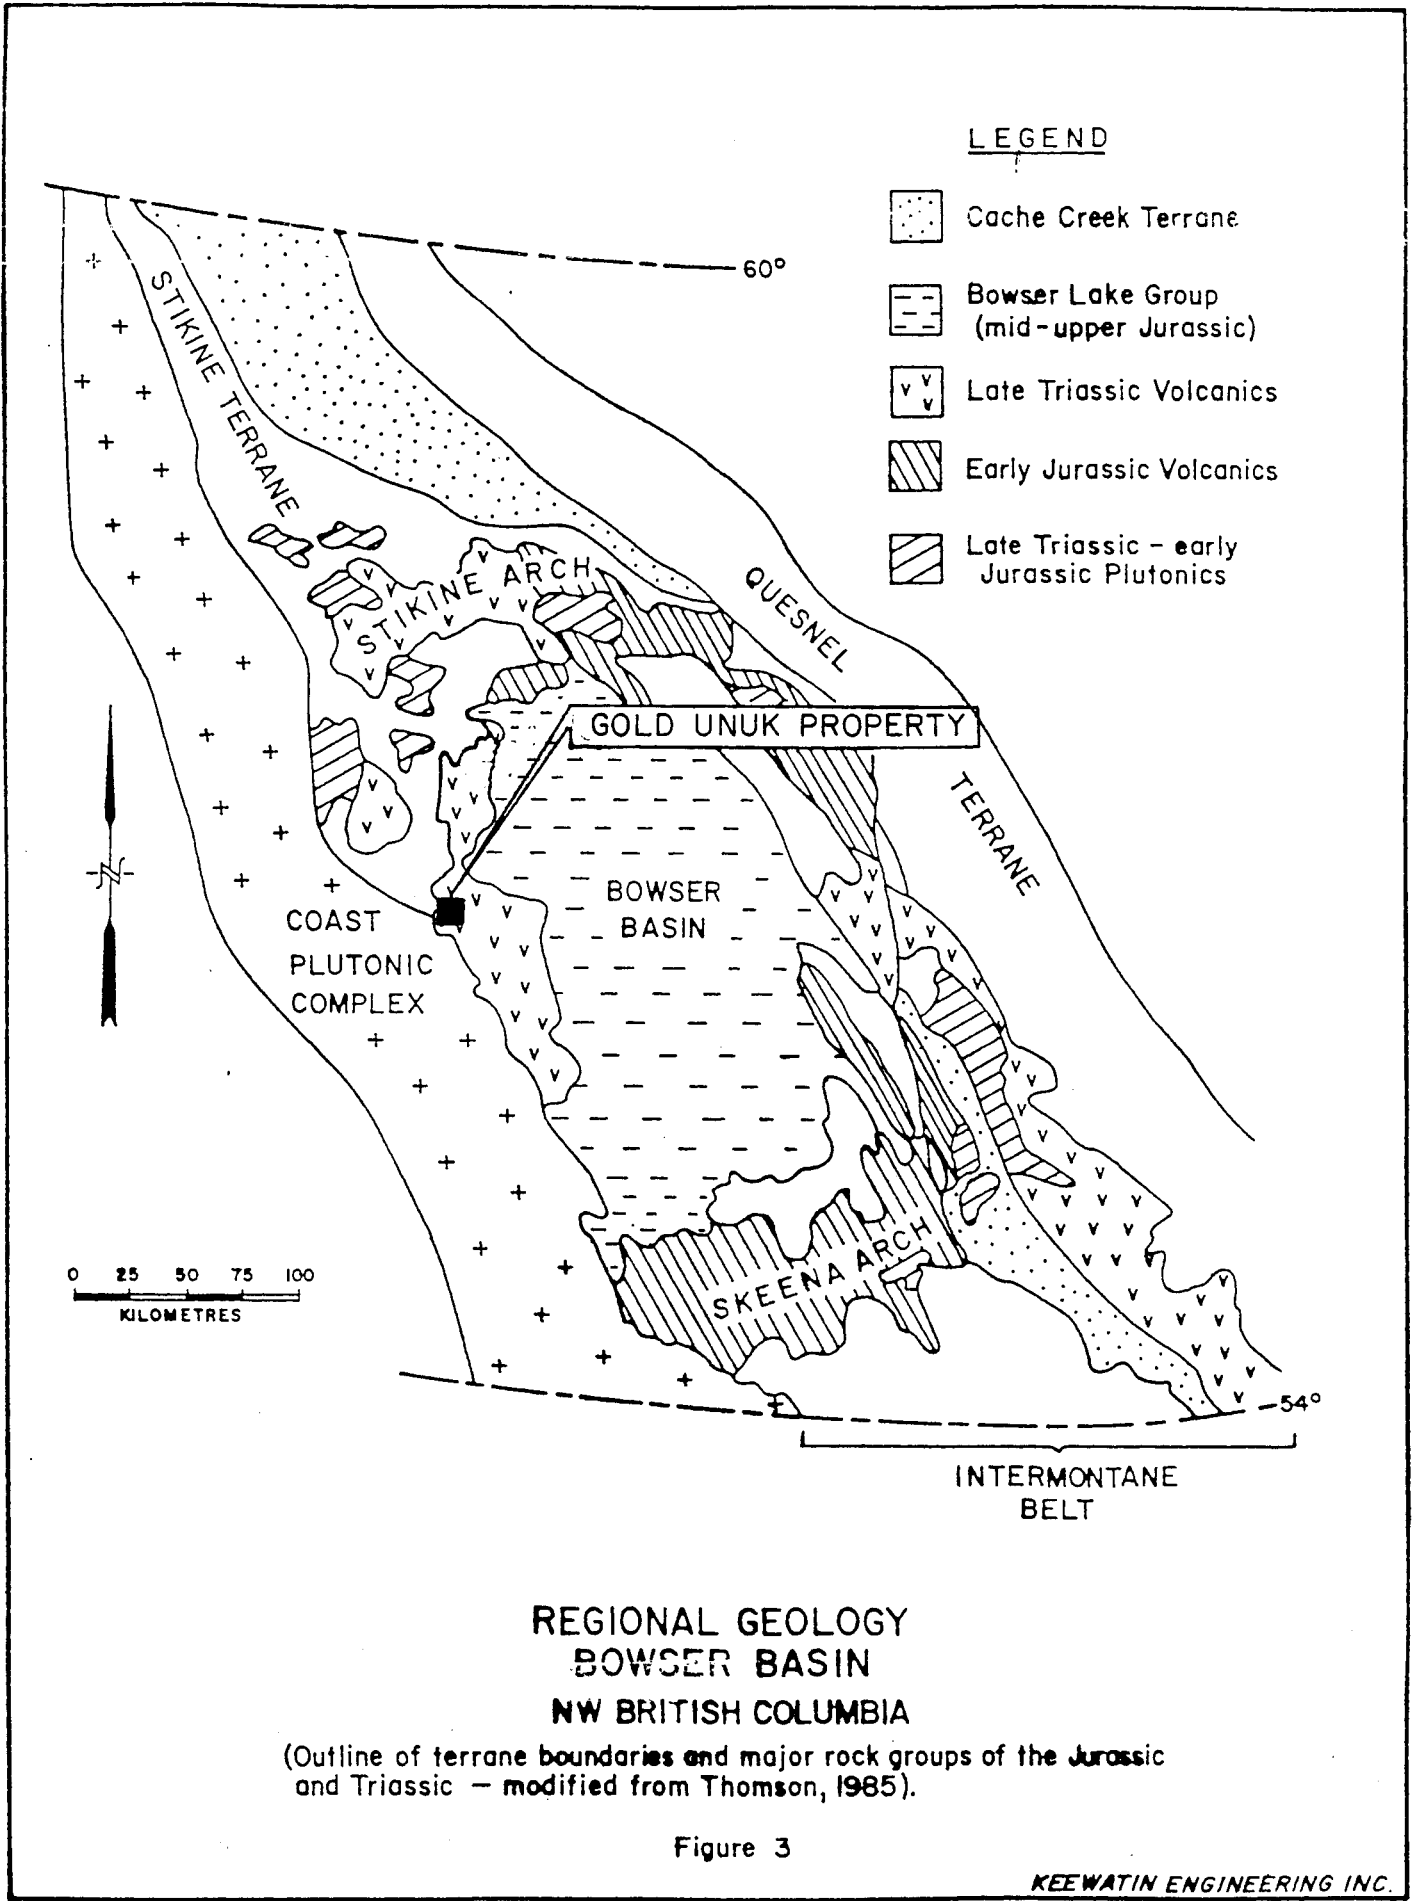 LEGEND
Cache Creek Terrane
Bowser Lake Group
(mid-upper Jurassic)
Late Triassic Volcanics
Early Jurassic Volcanics
Late Triassic - early
Jurassic Plutonics
60°
STIKINE TERRANE
STIKINE ARCH
QUESNEL
TERRANE
GOLD UNUK PROPERTY
BOWSER
BASIN
COAST
PLUTONIC
COMPLEX
N
SKEENA ARCH
0 25 50 75 100
KILOMETRES
54°
INTERMONTANE
BELT
REGIONAL GEOLOGY
BOWSER BASIN
NW BRITISH COLUMBIA
(Outline of terrane boundaries and major rock groups of the Jurassic
and Triassic - modified from Thomson, 1985).
Figure 3
KEEWATIN ENGINEERING INC.